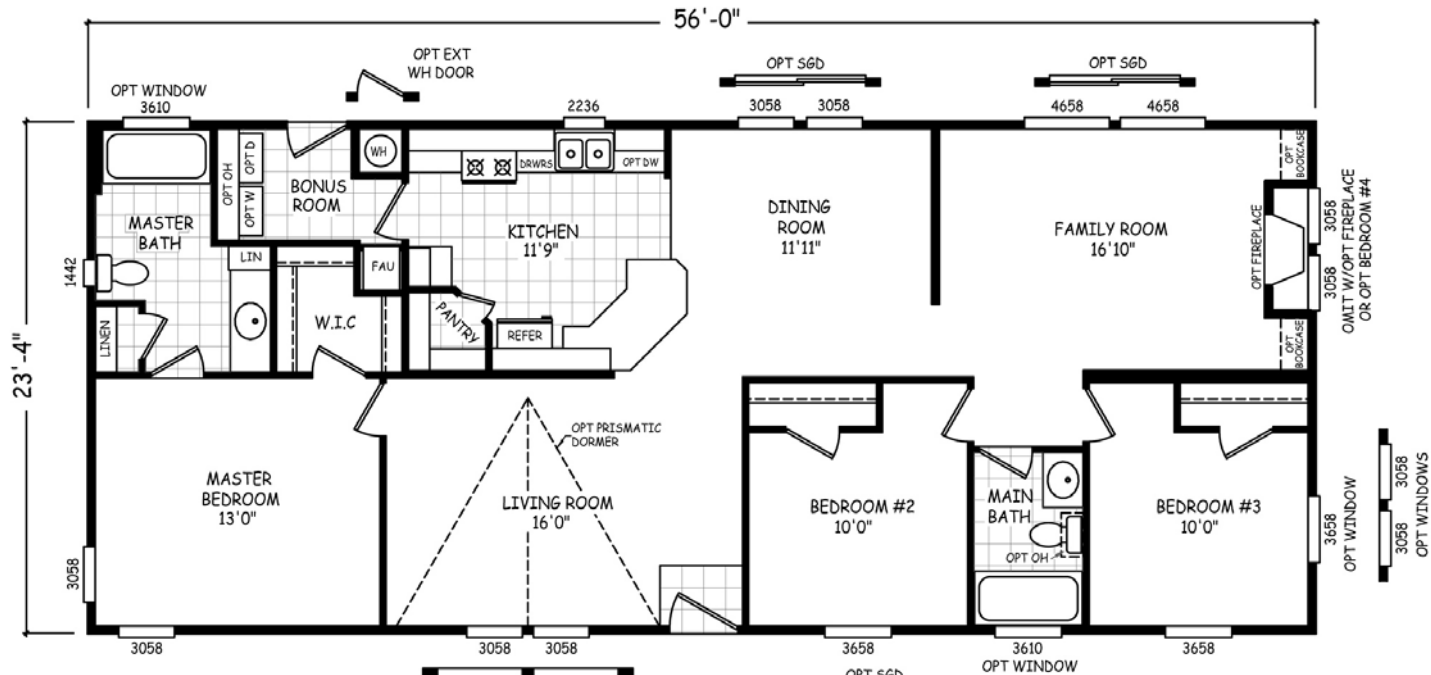 56'-0"
OPT EXT
WH DOOR
OPT SGD
OPT SGD
OPT WINDOW
3610
2236
3058
3058
4658
4658
OPT OH
OPT D
OPT W
WH
BONUS
ROOM
DRWRS
OPT DW
OPT
BOOKCASE
MASTER
BATH
KITCHEN
11'9"
DINING
ROOM
11'11"
FAMILY ROOM
16'10"
OPT FIREPLACE
3058
3058
OMIT W/OPT FIREPLACE
OR OPT BEDROOM #4
1442
LIN
FAU
W.I.C
PANTRY
REFER
LINEN
OPT
BOOKCASE
23'-4"
OPT PRISMATIC
DORMER
MASTER
BEDROOM
13'0"
LIVING ROOM
16'0"
BEDROOM #2
10'0"
MAIN
BATH
OPT OH
BEDROOM #3
10'0"
3658
OPT WINDOW
3058
3058
OPT WINDOWS
3058
3058
3058
3058
3658
3610
OPT WINDOW
3658
OPT SGD